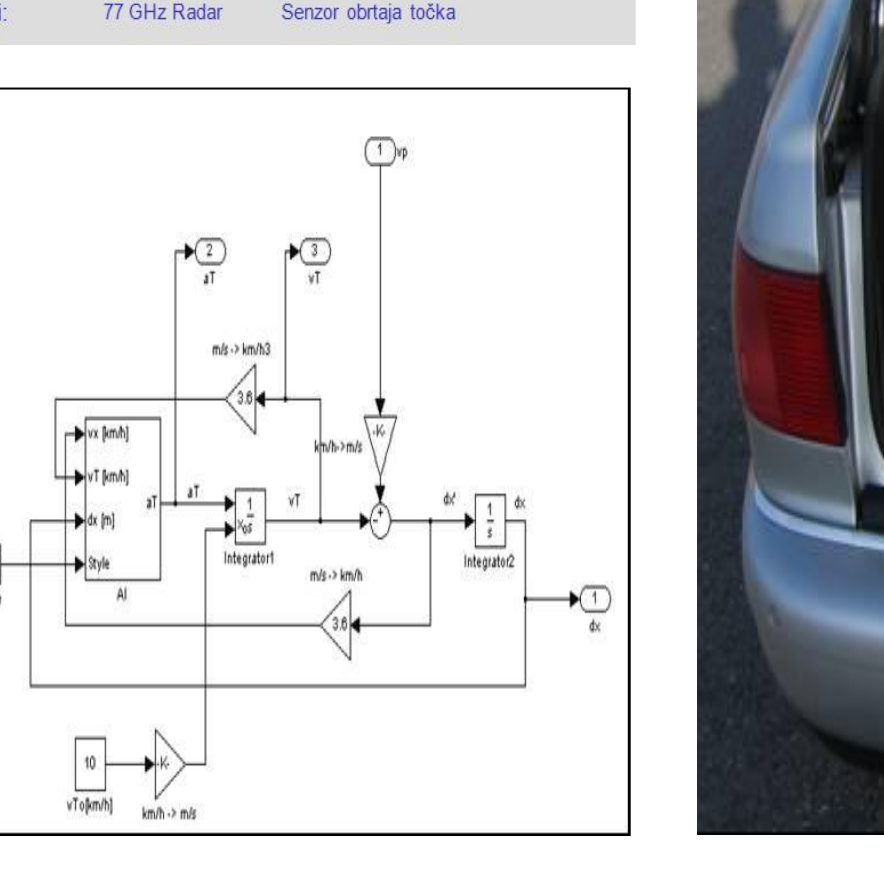 i: 77 GHz Radar Senzor obrtaja točka
1 vp
2
aT
3
vT
m/s -> km/h3
3.6
-K-
km/h->m/s
vx [km/h]
vT [km/h]
dx [m]
Style
aT
AI
aT
1
xo s
Integrator1
vT
- +
dx'
1
s
Integrator2
dx
m/s -> km/h
3.6
1
dx
10
vTo[km/h]
-K-
km/h -> m/s